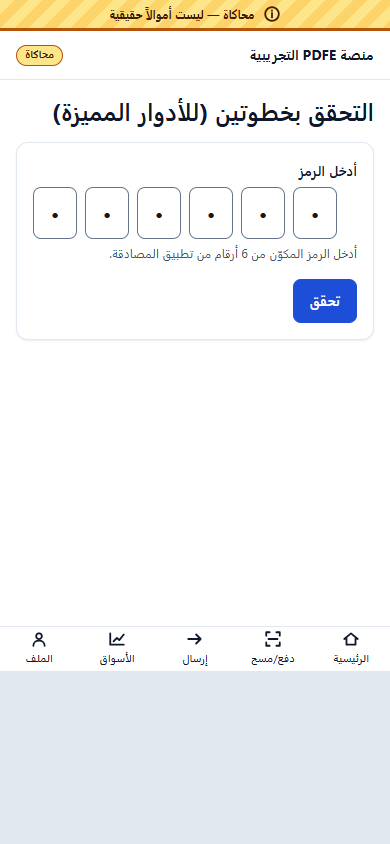 محاكاة — ليست أموالاً حقيقية
منصة PDFE التجريبية
محاكاة
التحقق بخطوتين (للأدوار المميزة)
أدخل الرمز
• • • • • •
أدخل الرمز المكوّن من 6 أرقام من تطبيق المصادقة.
تحقق
الرئيسية
دفع/مسح
إرسال
الأسواق
الملف